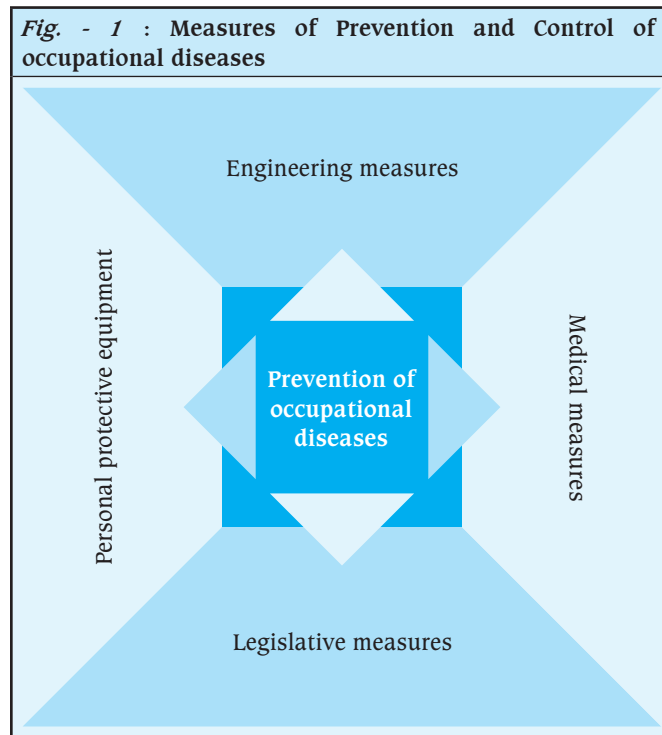 Fig. - 1 : Measures of Prevention and Control of
occupational diseases
Engineering measures
Personal protective equipment
Prevention of
occupational
diseases
Medical measures
Legislative measures